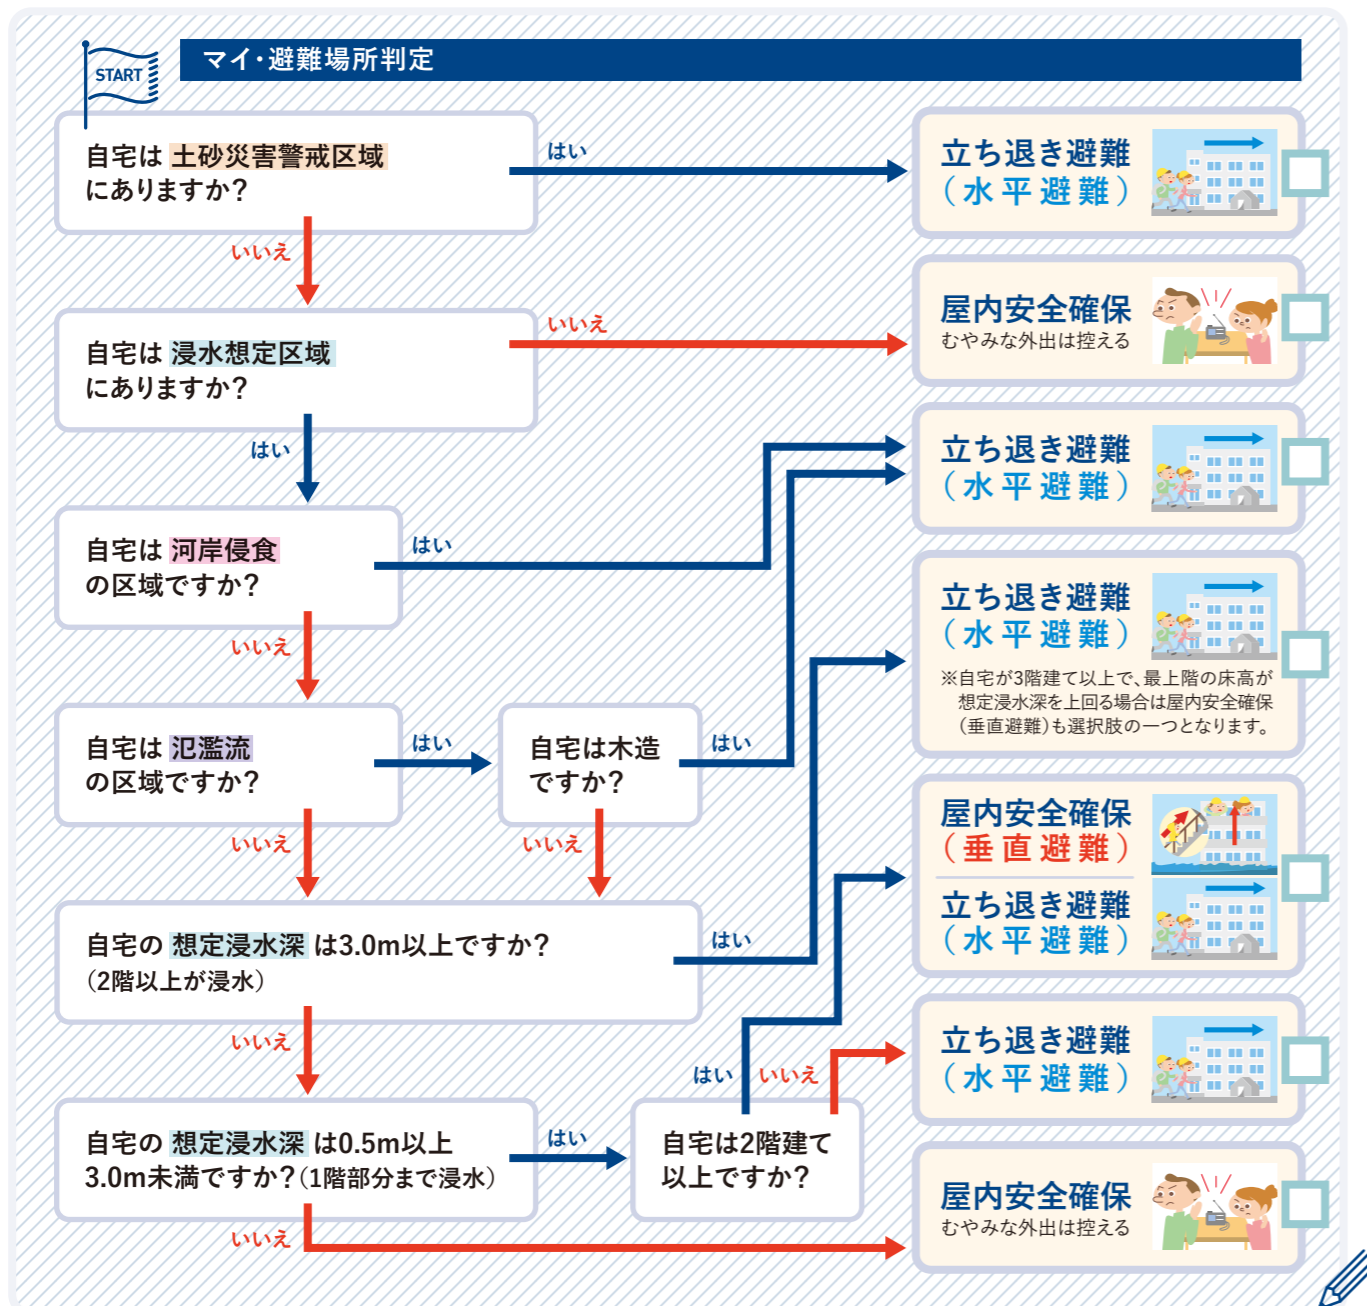 START
マイ・避難場所判定
自宅は 土砂災害警戒区域
にありますか?
はい
いいえ
立ち退き避難
(水平避難)
自宅は 浸水想定区域
にありますか?
いいえ
はい
屋内安全確保
むやみな外出は控える
自宅は 河岸侵食
の区域ですか?
はい
いいえ
立ち退き避難
(水平避難)
自宅は 氾濫流
の区域ですか?
はい
いいえ
自宅は木造
ですか?
はい
いいえ
立ち退き避難
(水平避難)
※自宅が3階建て以上で、最上階の床高が
想定浸水深を上回る場合は屋内安全確保
(垂直避難)も選択肢の一つとなります。
自宅の 想定浸水深 は3.0m以上ですか?
(2階以上が浸水)
はい
いいえ
屋内安全確保
(垂直避難)
立ち退き避難
(水平避難)
自宅の 想定浸水深 は0.5m以上
3.0m未満ですか?(1階部分まで浸水)
はい
いいえ
自宅は2階建て
以上ですか?
はい
いいえ
立ち退き避難
(水平避難)
屋内安全確保
むやみな外出は控える